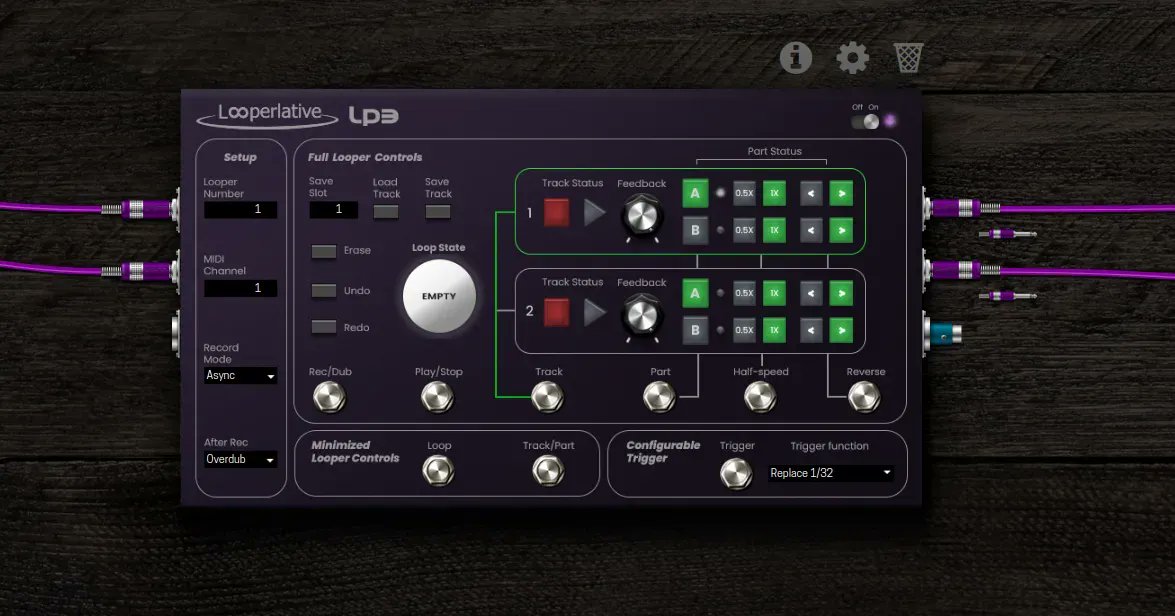 Looperlative LP3
Off On
Setup
Looper
Number
1
MIDI
Channel
1
Record
Mode
Async
After Rec
Overdub
Full Looper Controls
Save
Slot
1
Load
Track
Save
Track
Erase
Undo
Redo
Loop State
EMPTY
Part Status
1
Track Status
Feedback
A 0.5X 1X < >
B 0.5X 1X < >
2
Track Status
Feedback
A 0.5X 1X < >
B 0.5X 1X < >
Rec/Dub
Play/Stop
Track
Part
Half-speed
Reverse
Minimized
Looper Controls
Loop
Track/Part
Configurable
Trigger
Trigger
Trigger function
Replace 1/32